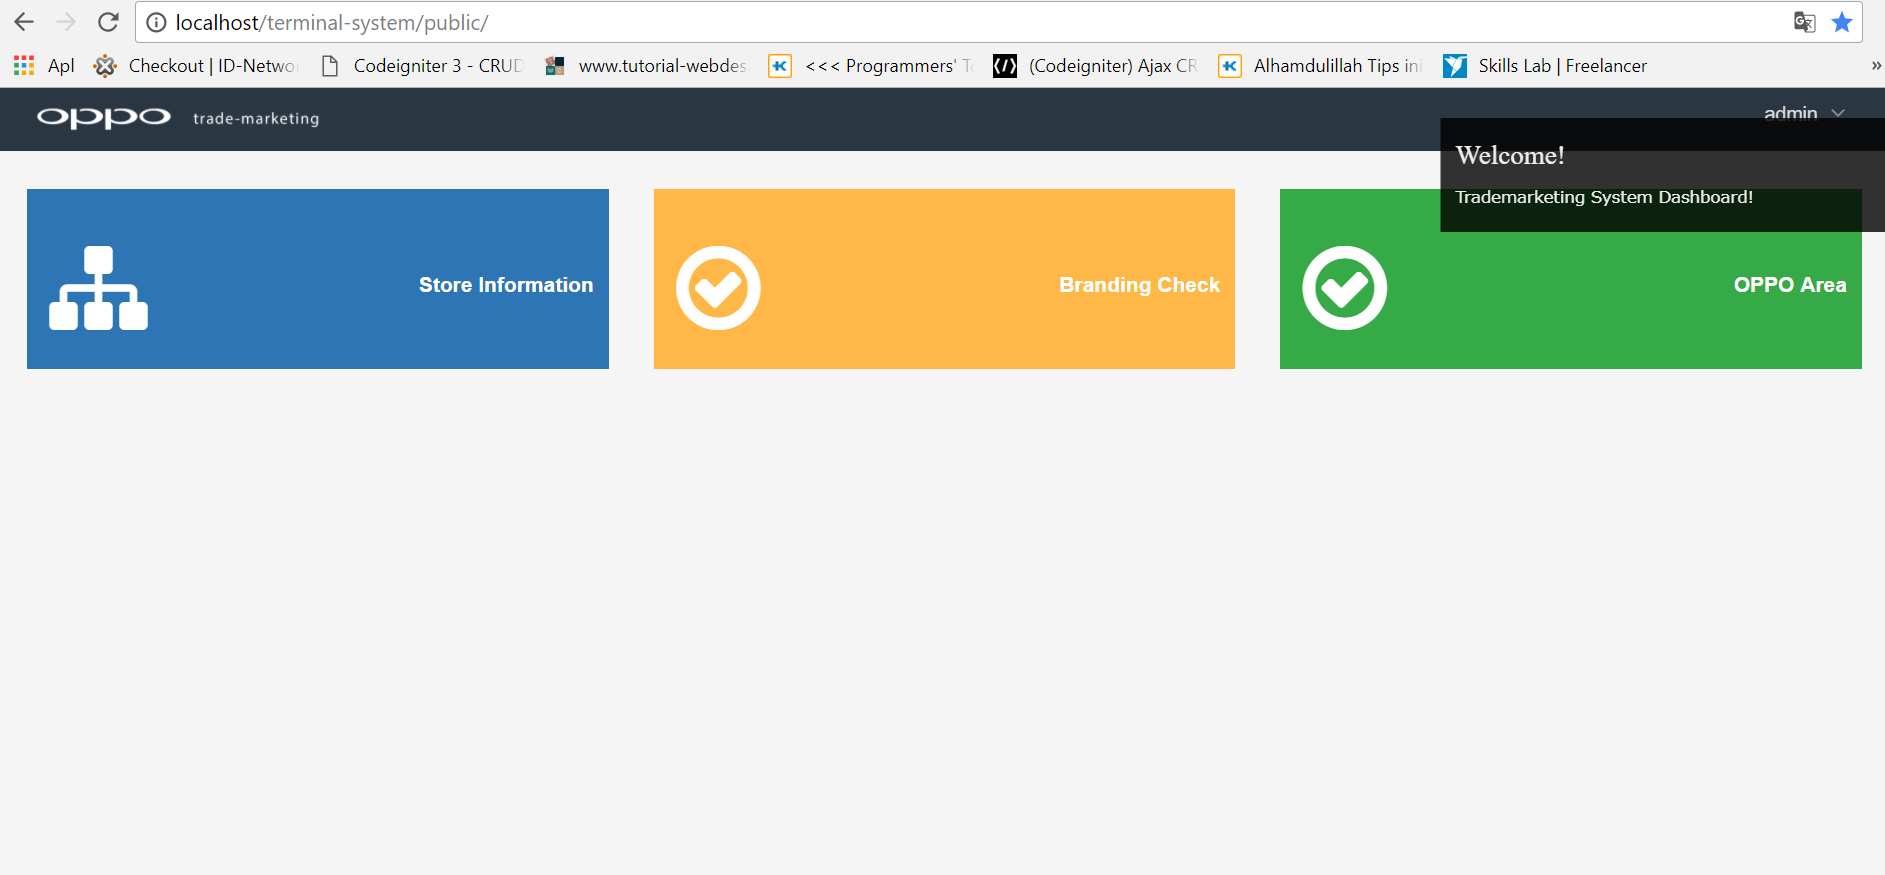 localhost/terminal-system/public/
Apl Checkout | ID-Netwo Codeigniter 3 - CRUD www.tutorial-webdes <<< Programmers' T (Codeigniter) Ajax CR Alhamdulillah Tips ini Skills Lab | Freelancer »
oppo trade-marketing admin
Welcome!
Trademarketing System Dashboard!
Store Information Branding Check OPPO Area